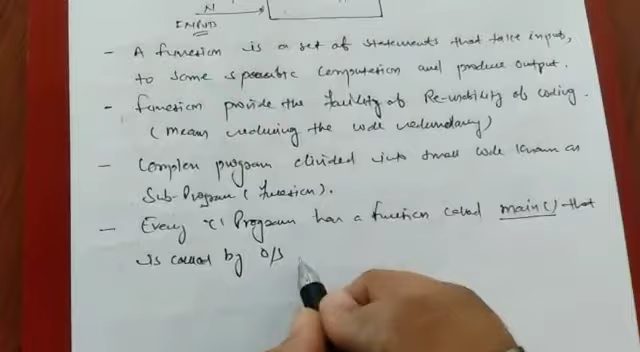 N
INPUTS
- A function is a set of statements that take inputs,
to some specific Computation and produce output.
- function provide the facility of Re-usability of coding.
(means reducing the code redundancy)
- Complex program divided into small code known as
Sub-Program (function).
- Every 'C' Program has a function called main() that
is called by O/S